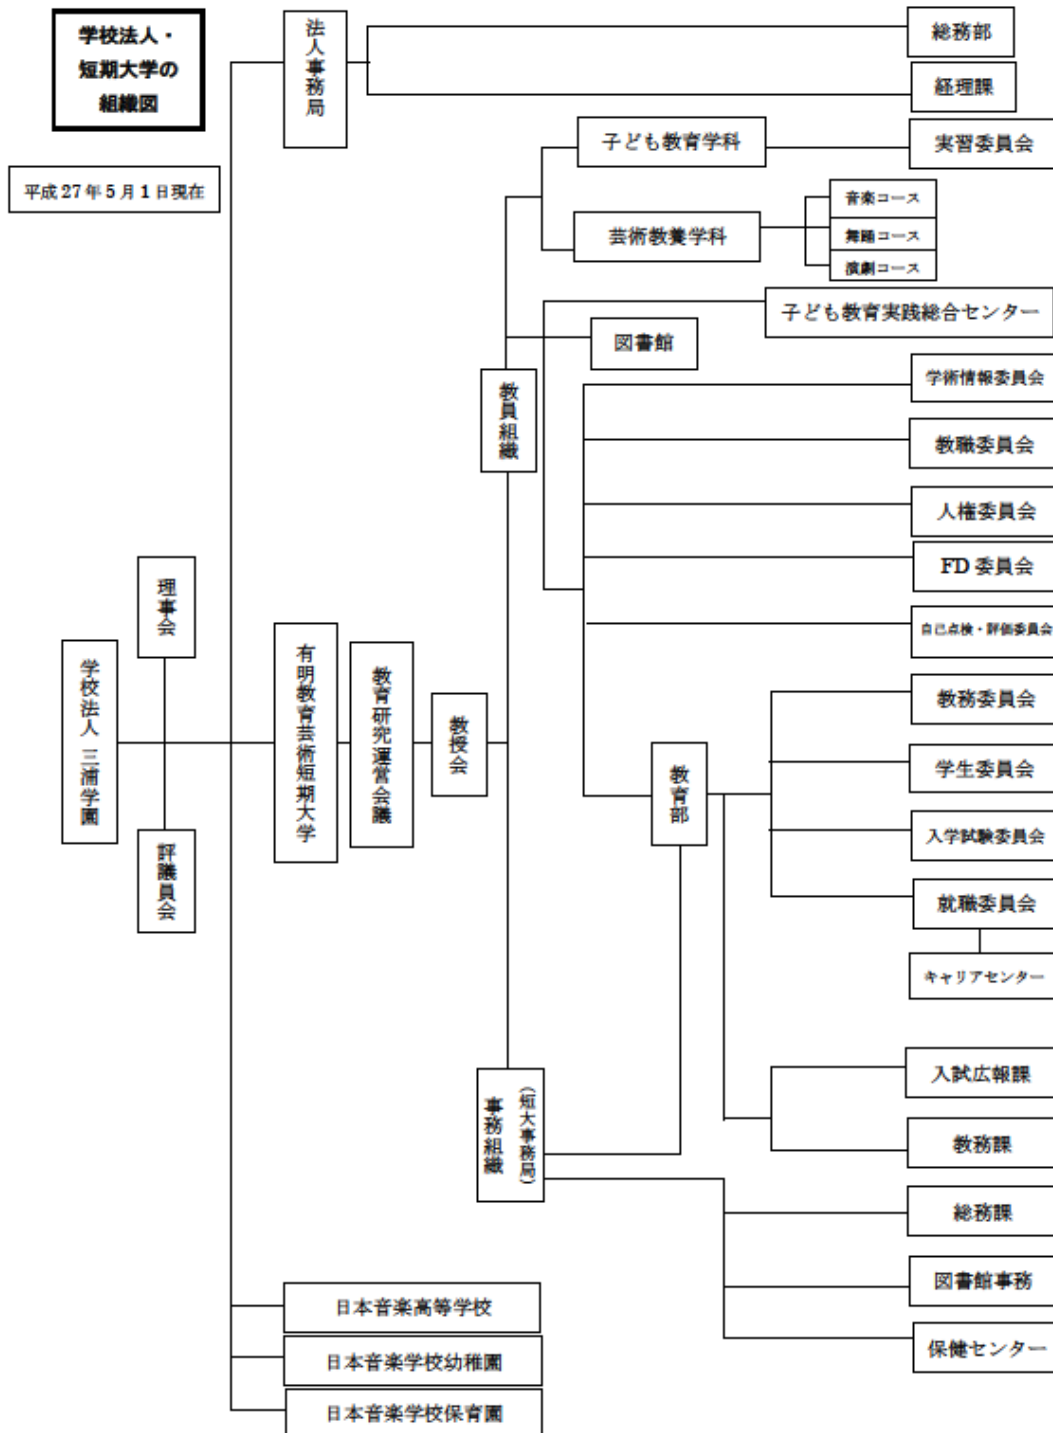 学校法人・
短期大学の
組織図
平成27年5月1日現在
法人事務局
総務部
経理課
子ども教育学科
実習委員会
芸術教養学科
音楽コース
舞踊コース
演劇コース
子ども教育実践総合センター
図書館
教員組織
学術情報委員会
教職委員会
人権委員会
FD 委員会
自己点検・評価委員会
理事会
学校法人 三浦学園
評議員会
有明教育芸術短期大学
教育研究運営会議
教授会
教育部
教務委員会
学生委員会
入学試験委員会
就職委員会
キャリアセンター
事務組織
(短大事務局)
入試広報課
教務課
総務課
図書館事務
保健センター
日本音楽高等学校
日本音楽学校幼稚園
日本音楽学校保育園